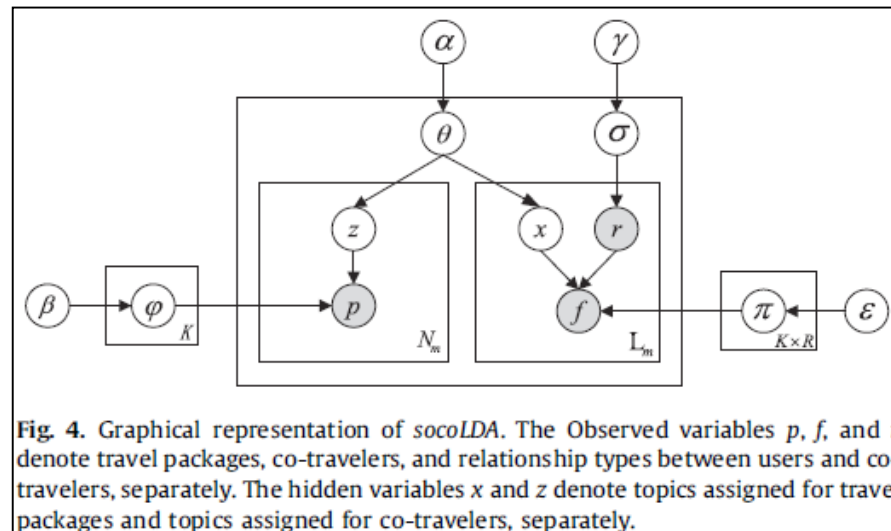 α γ
θ σ
z x r
β φ p f π ε
K N_m L_m K×R
Fig. 4. Graphical representation of socoLDA. The Observed variables p, f, and
denote travel packages, co-travelers, and relationship types between users and co-
travelers, separately. The hidden variables x and z denote topics assigned for trave
packages and topics assigned for co-travelers, separately.